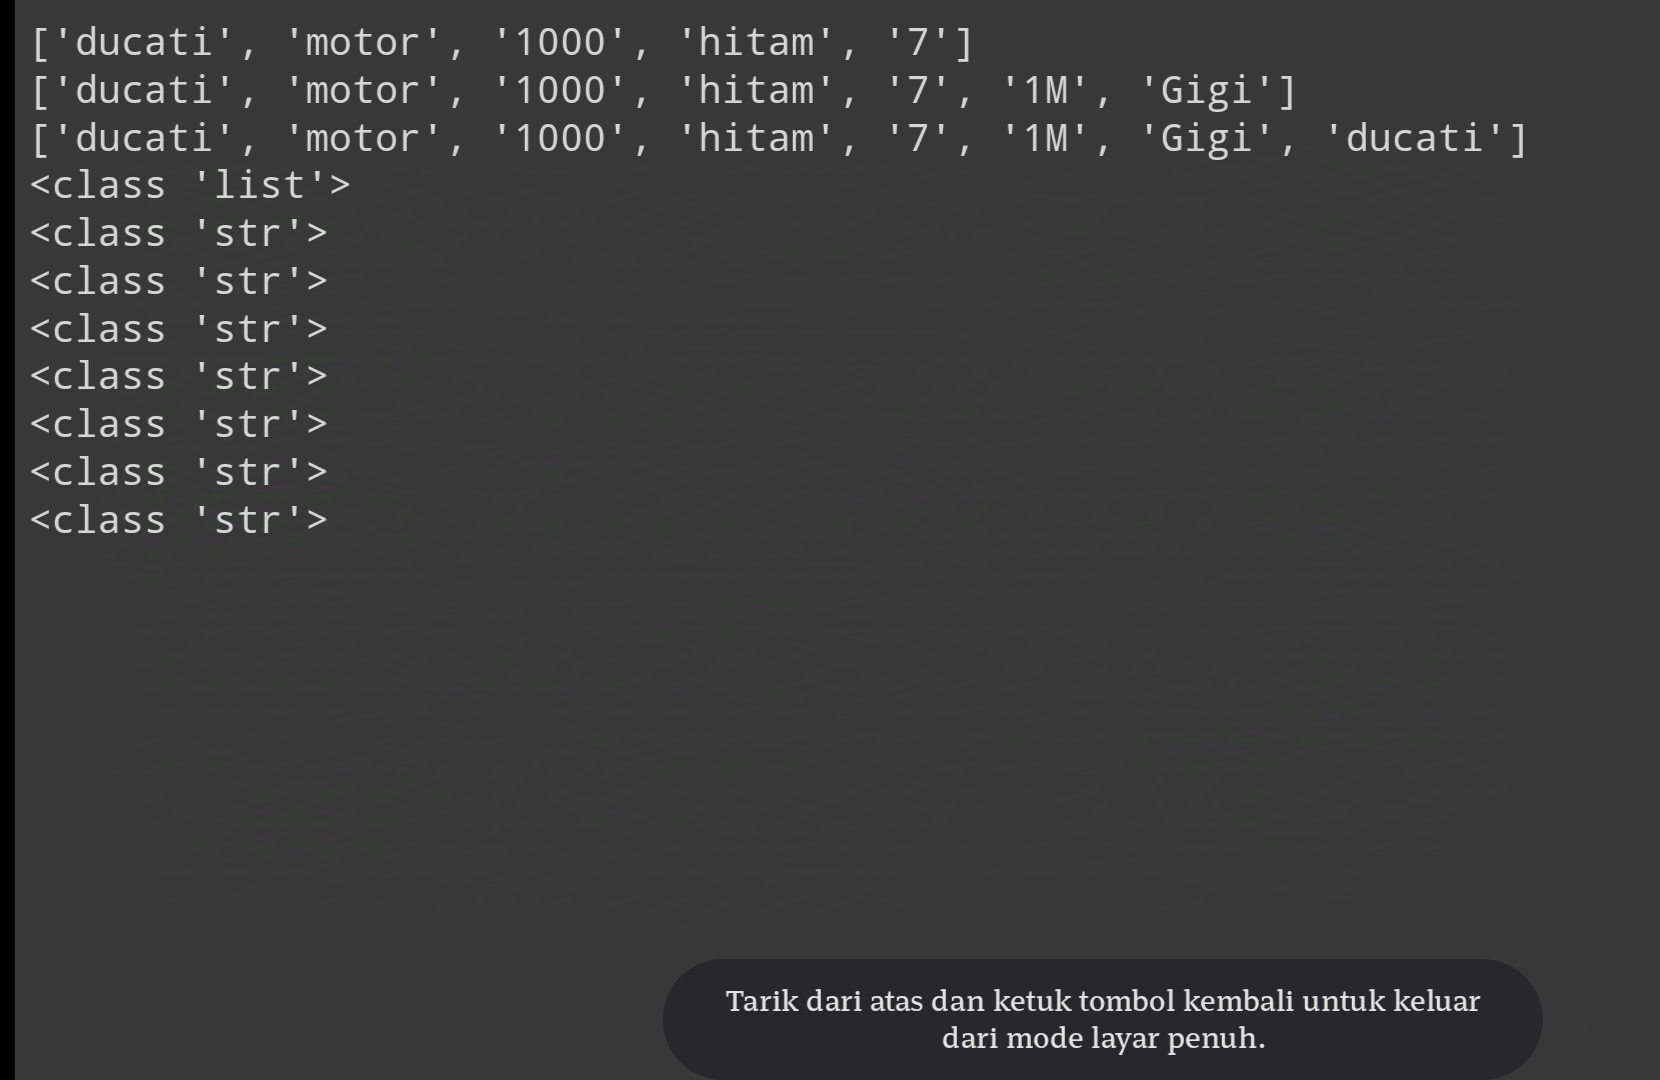 ['ducati', 'motor', '1000', 'hitam', '7']
['ducati', 'motor', '1000', 'hitam', '7', '1M', 'Gigi']
['ducati', 'motor', '1000', 'hitam', '7', '1M', 'Gigi', 'ducati']
<class 'list'>
<class 'str'>
<class 'str'>
<class 'str'>
<class 'str'>
<class 'str'>
<class 'str'>
<class 'str'>
Tarik dari atas dan ketuk tombol kembali untuk keluar
dari mode layar penuh.